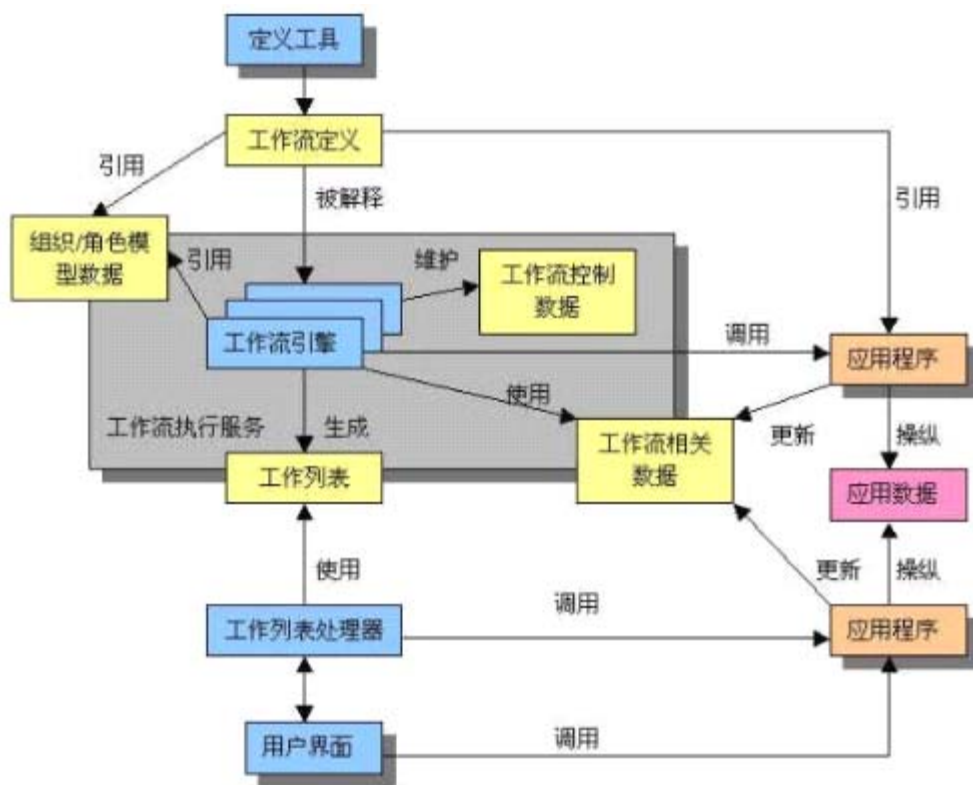 定义工具
工作流定义
引用
被解释
引用
组织/角色模
型数据
引用
维护
工作流控制
数据
工作流引擎
调用
应用程序
使用
工作流执行服务
生成
更新
操纵
工作流相关
数据
工作列表
应用数据
使用
更新
操纵
调用
工作列表处理器
应用程序
用户界面
调用